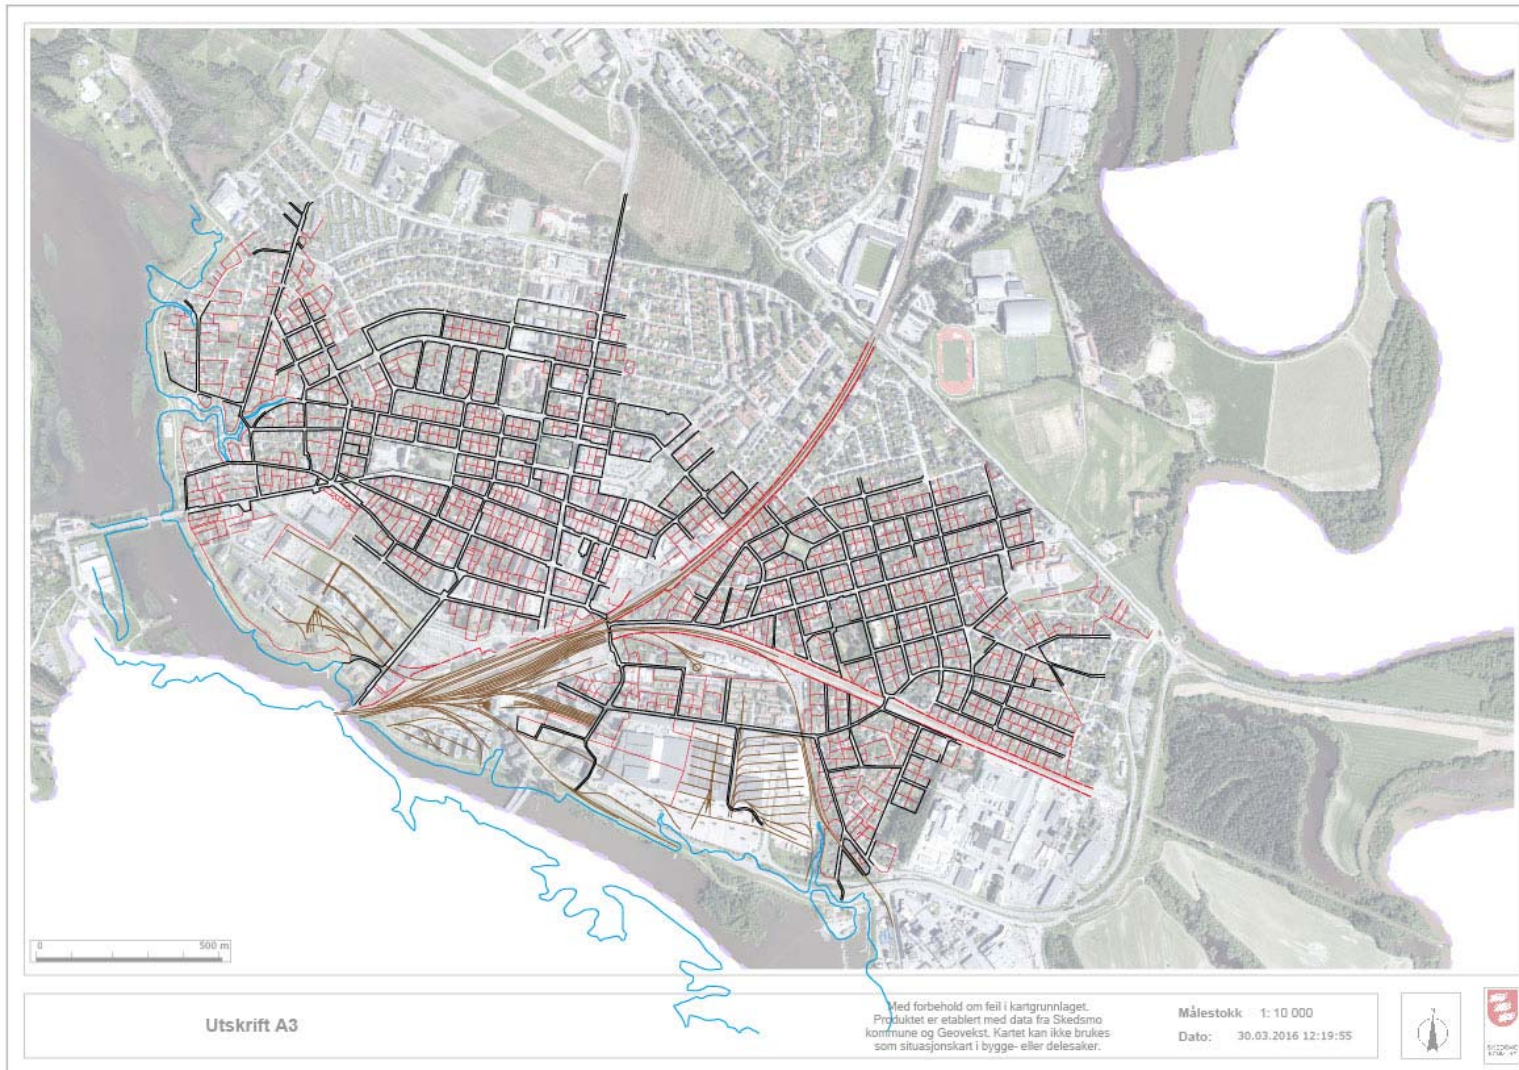 0 500 m
Utskrift A3
Med forbehold om feil i kartgrunnlaget.
Produktet er etablert med data fra Skedsmo
kommune og Geovekst. Kartet kan ikke brukes
som situasjonskart i bygge- eller delesaker.
Målestokk 1: 10 000
Dato: 30.03.2016 12:19:55